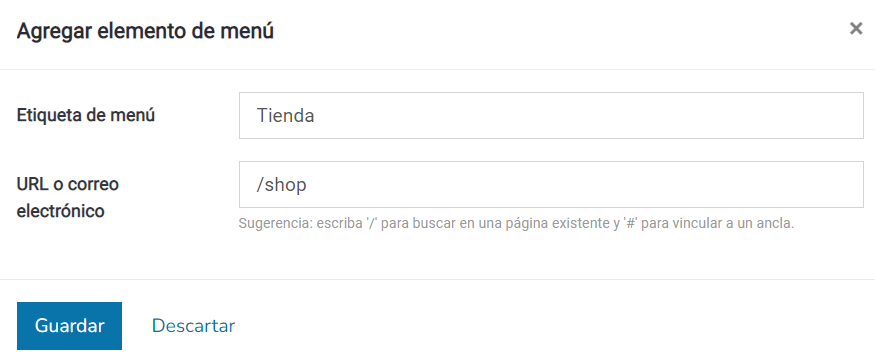 Agregar elemento de menú
×
Etiqueta de menú
Tienda
URL o correo
electrónico
/shop
Sugerencia: escriba '/' para buscar en una página existente y '#' para vincular a un ancla.
Guardar
Descartar